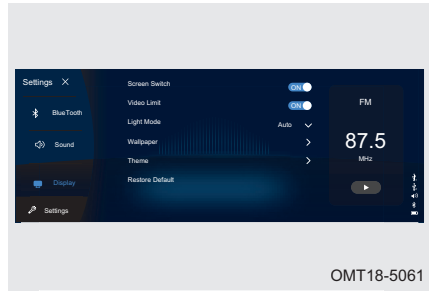 Settings ×
BlueTooth
Sound
Display
Settings
Screen Switch ON
Video Limit ON
Light Mode Auto
Wallpaper
Theme
Restore Default
FM
87.5
MHz
OMT18-5061